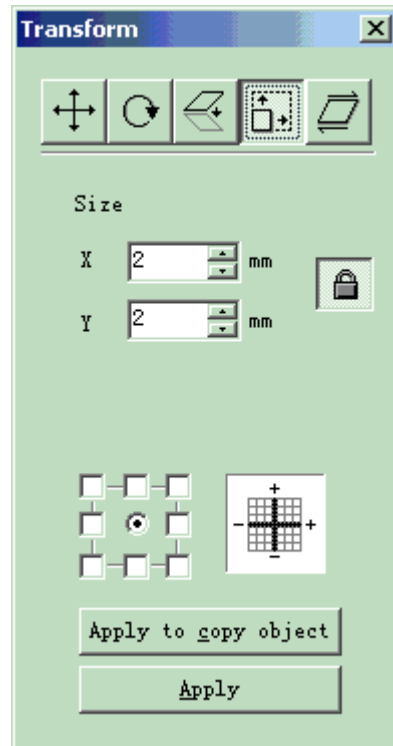 Transform
Size
X 2 mm
Y 2 mm
Apply to copy object
Apply